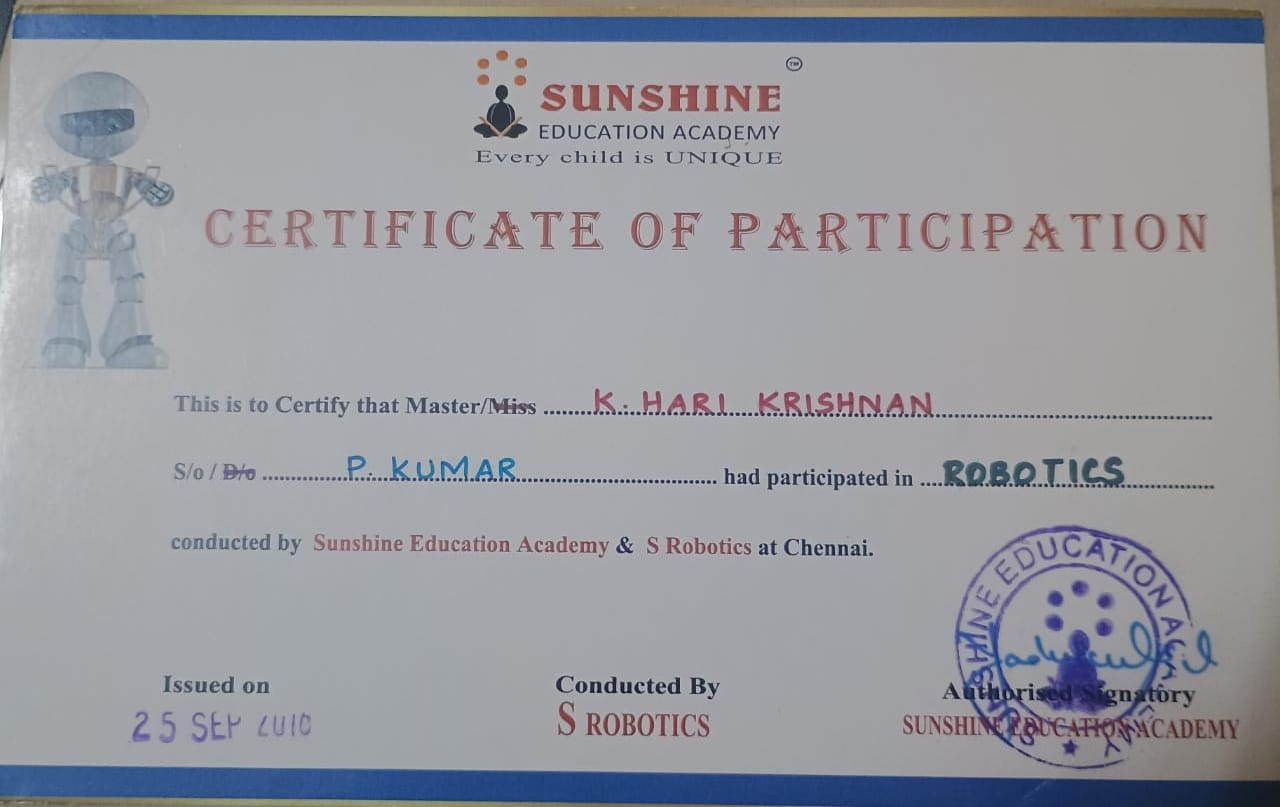 TM
SUNSHINE
EDUCATION ACADEMY
Every child is UNIQUE
CERTIFICATE OF PARTICIPATION
This is to Certify that Master/Miss ........K. HARI KRISHNAN........
S/o / D/o ........P. KUMAR........ had participated in ....ROBOTICS........
conducted by Sunshine Education Academy & S Robotics at Chennai.
SUNSHINE EDUCATION
Issued on
25 SEP 2010
Conducted By
S ROBOTICS
Authorised Signatory
SUNSHINE EDUCATION ACADEMY